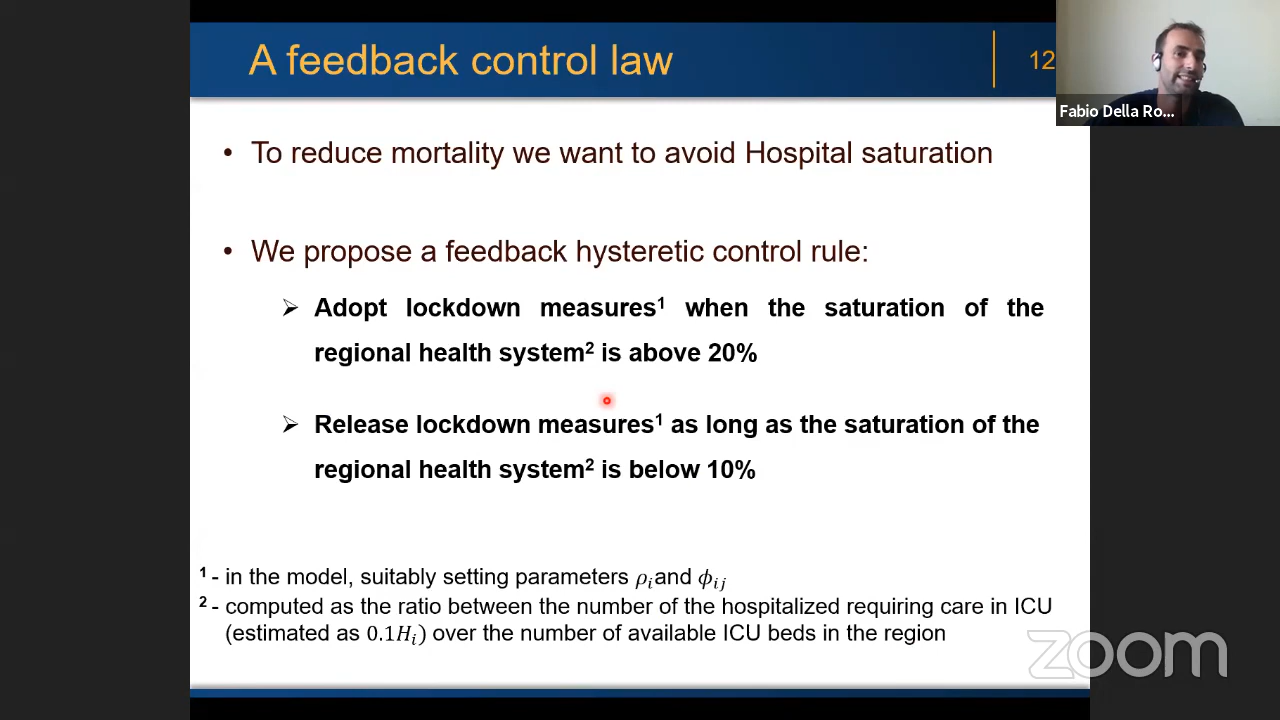 A feedback control law
12
Fabio Della Ro...
• To reduce mortality we want to avoid Hospital saturation
• We propose a feedback hysteretic control rule:
➢ Adopt lockdown measures¹ when the saturation of the
regional health system² is above 20%
➢ Release lockdown measures¹ as long as the saturation of the
regional health system² is below 10%
¹ - in the model, suitably setting parameters ρᵢ and ϕᵢⱼ
² - computed as the ratio between the number of the hospitalized requiring care in ICU
(estimated as 0.1Hᵢ) over the number of available ICU beds in the region
zoom